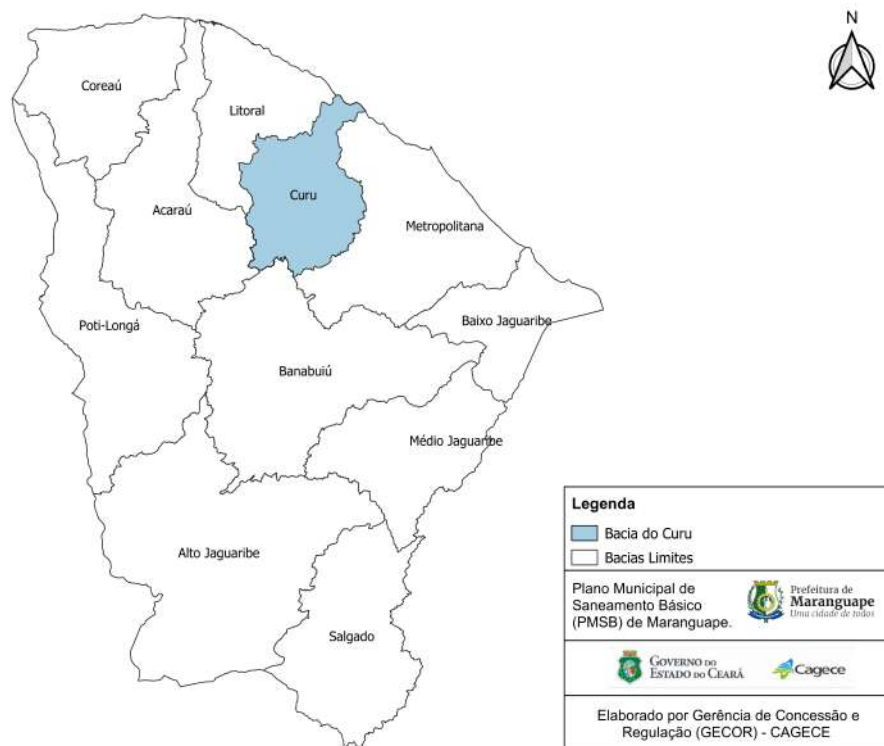 N
Coreaú
Litoral
Curu
Acaraú
Metropolitana
Poti-Longá
Baixo Jaguaribe
Banabuiú
Médio Jaguaribe
Alto Jaguaribe
Salgado
Legenda
Bacia do Curu
Bacias Limites
Plano Municipal de
Saneamento Básico
(PMSB) de Maranguape.
Prefeitura de
Maranguape
Uma cidade de todos
GOVERNO DO
ESTADO DO CEARÁ
Cagece
Elaborado por Gerência de Concessão e
Regulação (GECOR) - CAGECE